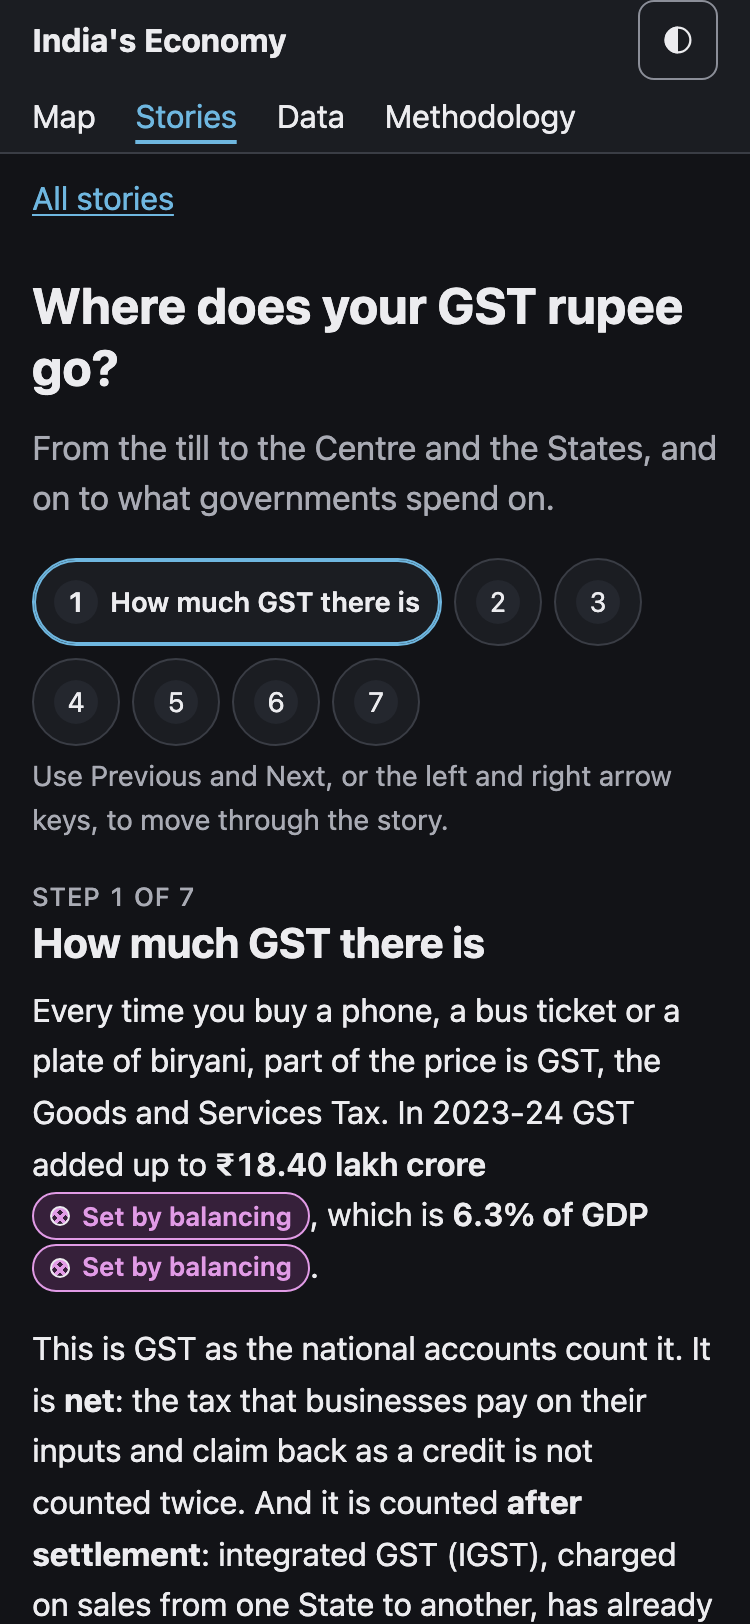 India's Economy
Map Stories Data Methodology
All stories
Where does your GST rupee
go?
From the till to the Centre and the States, and
on to what governments spend on.
1 How much GST there is 2 3
4 5 6 7
Use Previous and Next, or the left and right arrow
keys, to move through the story.
STEP 1 OF 7
How much GST there is
Every time you buy a phone, a bus ticket or a
plate of biryani, part of the price is GST, the
Goods and Services Tax. In 2023-24 GST
added up to ₹18.40 lakh crore
Set by balancing, which is 6.3% of GDP
Set by balancing.
This is GST as the national accounts count it. It
is net: the tax that businesses pay on their
inputs and claim back as a credit is not
counted twice. And it is counted after
settlement: integrated GST (IGST), charged
on sales from one State to another, has already